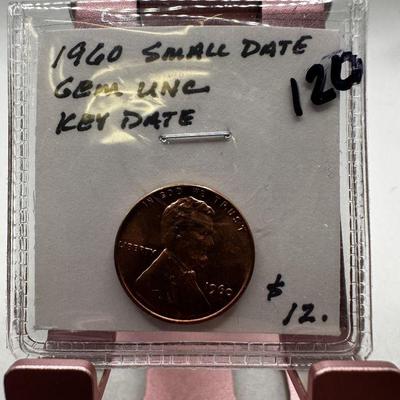 1960 SMALL DATE
GEM UNC
KEY DATE
120
IN GOD WE TRUST
LIBERTY
1960
$12.